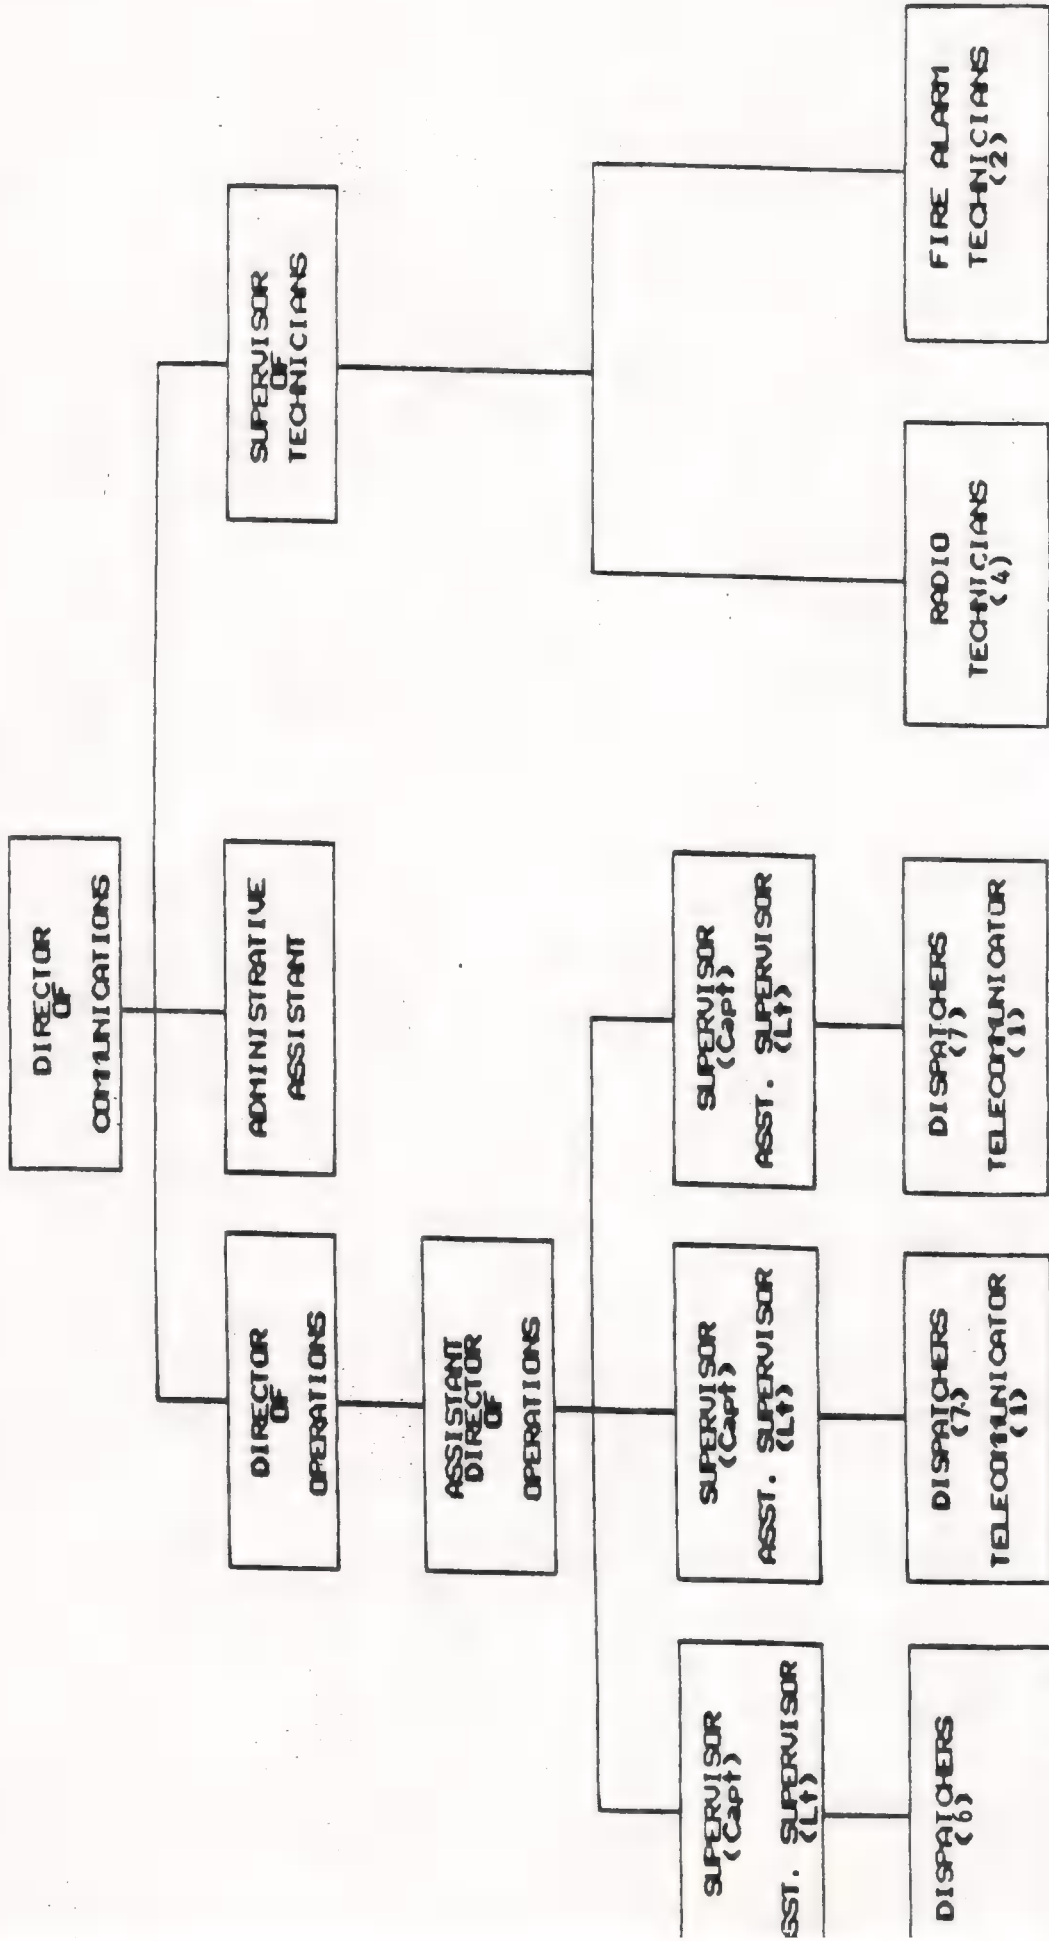 DIRECTOR
OF
COMMUNICATIONS
DIRECTOR
OF
OPERATIONS
ADMINISTRATIVE
ASSISTANT
SUPERVISOR
OF
TECHNICIANS
ASSISTANT
DIRECTOR
OF
OPERATIONS
SUPERVISOR
(Capt)
SST. SUPERVISOR
(Lt)
SUPERVISOR
(Capt)
ASST. SUPERVISOR
(Lt)
SUPERVISOR
(Capt)
ASST. SUPERVISOR
(Lt)
DISPATCHERS
(6)
DISPATCHERS
(7)
TELECOMMUNICATOR
(1)
DISPATCHERS
(7)
TELECOMMUNICATOR
(1)
RADIO
TECHNICIANS
(4)
FIRE ALARM
TECHNICIANS
(2)